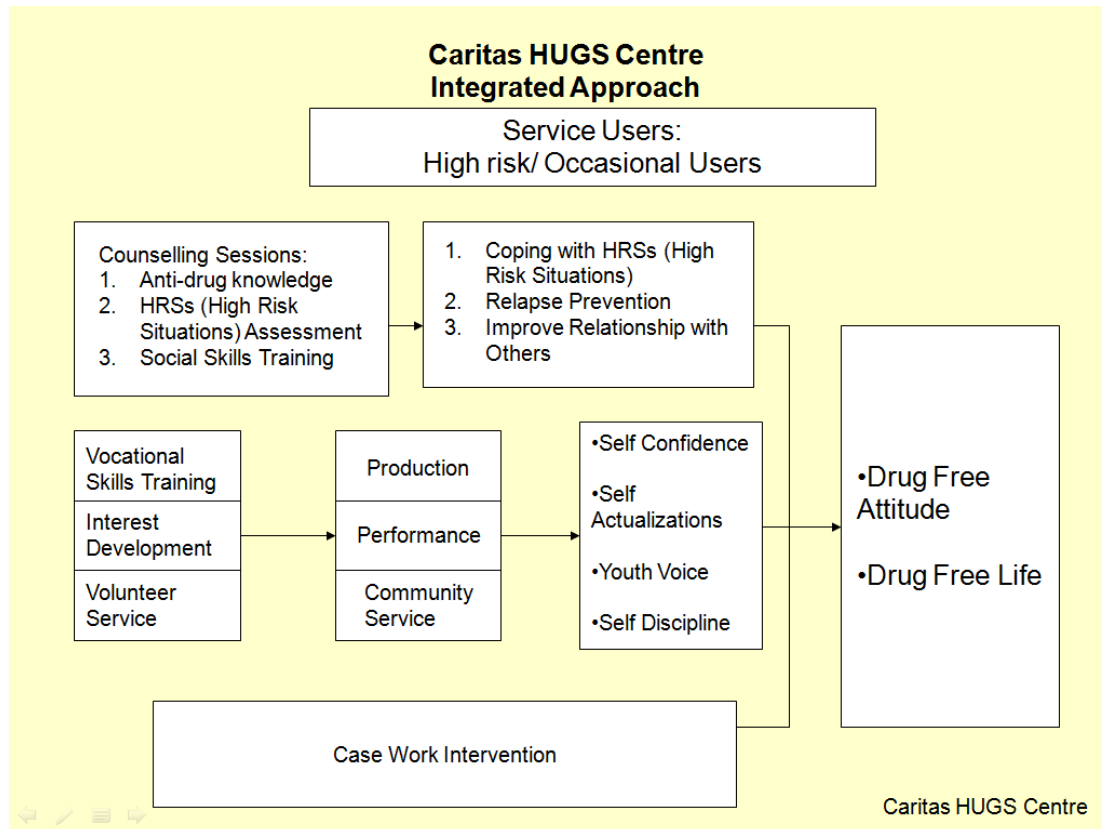 Caritas HUGS Centre
Integrated Approach
Service Users:
High risk/ Occasional Users
Counselling Sessions:
1. Anti-drug knowledge
2. HRSs (High Risk
Situations) Assessment
3. Social Skills Training
1. Coping with HRSs (High
Risk Situations)
2. Relapse Prevention
3. Improve Relationship with
Others
Vocational
Skills Training
Interest
Development
Volunteer
Service
Production
Performance
Community
Service
•Self Confidence
•Self
Actualizations
•Youth Voice
•Self Discipline
•Drug Free
Attitude
•Drug Free Life
Case Work Intervention
Caritas HUGS Centre